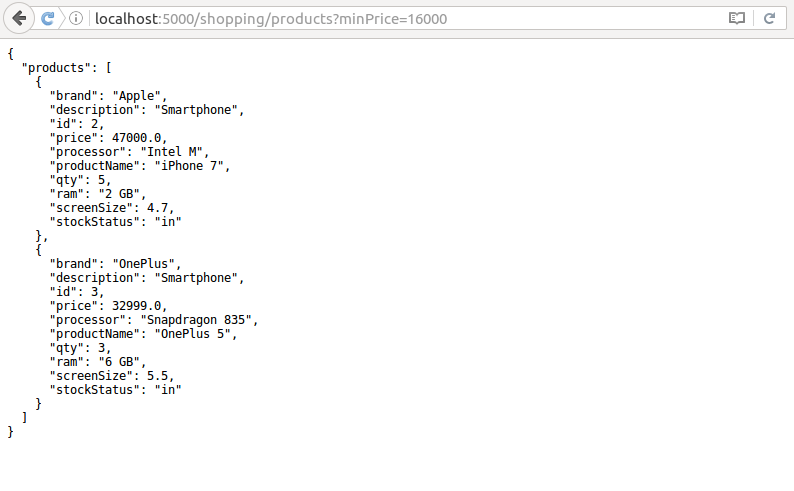 localhost:5000/shopping/products?minPrice=16000
{
  "products": [
    {
      "brand": "Apple",
      "description": "Smartphone",
      "id": 2,
      "price": 47000.0,
      "processor": "Intel M",
      "productName": "iPhone 7",
      "qty": 5,
      "ram": "2 GB",
      "screenSize": 4.7,
      "stockStatus": "in"
    },
    {
      "brand": "OnePlus",
      "description": "Smartphone",
      "id": 3,
      "price": 32999.0,
      "processor": "Snapdragon 835",
      "productName": "OnePlus 5",
      "qty": 3,
      "ram": "6 GB",
      "screenSize": 5.5,
      "stockStatus": "in"
    }
  ]
}